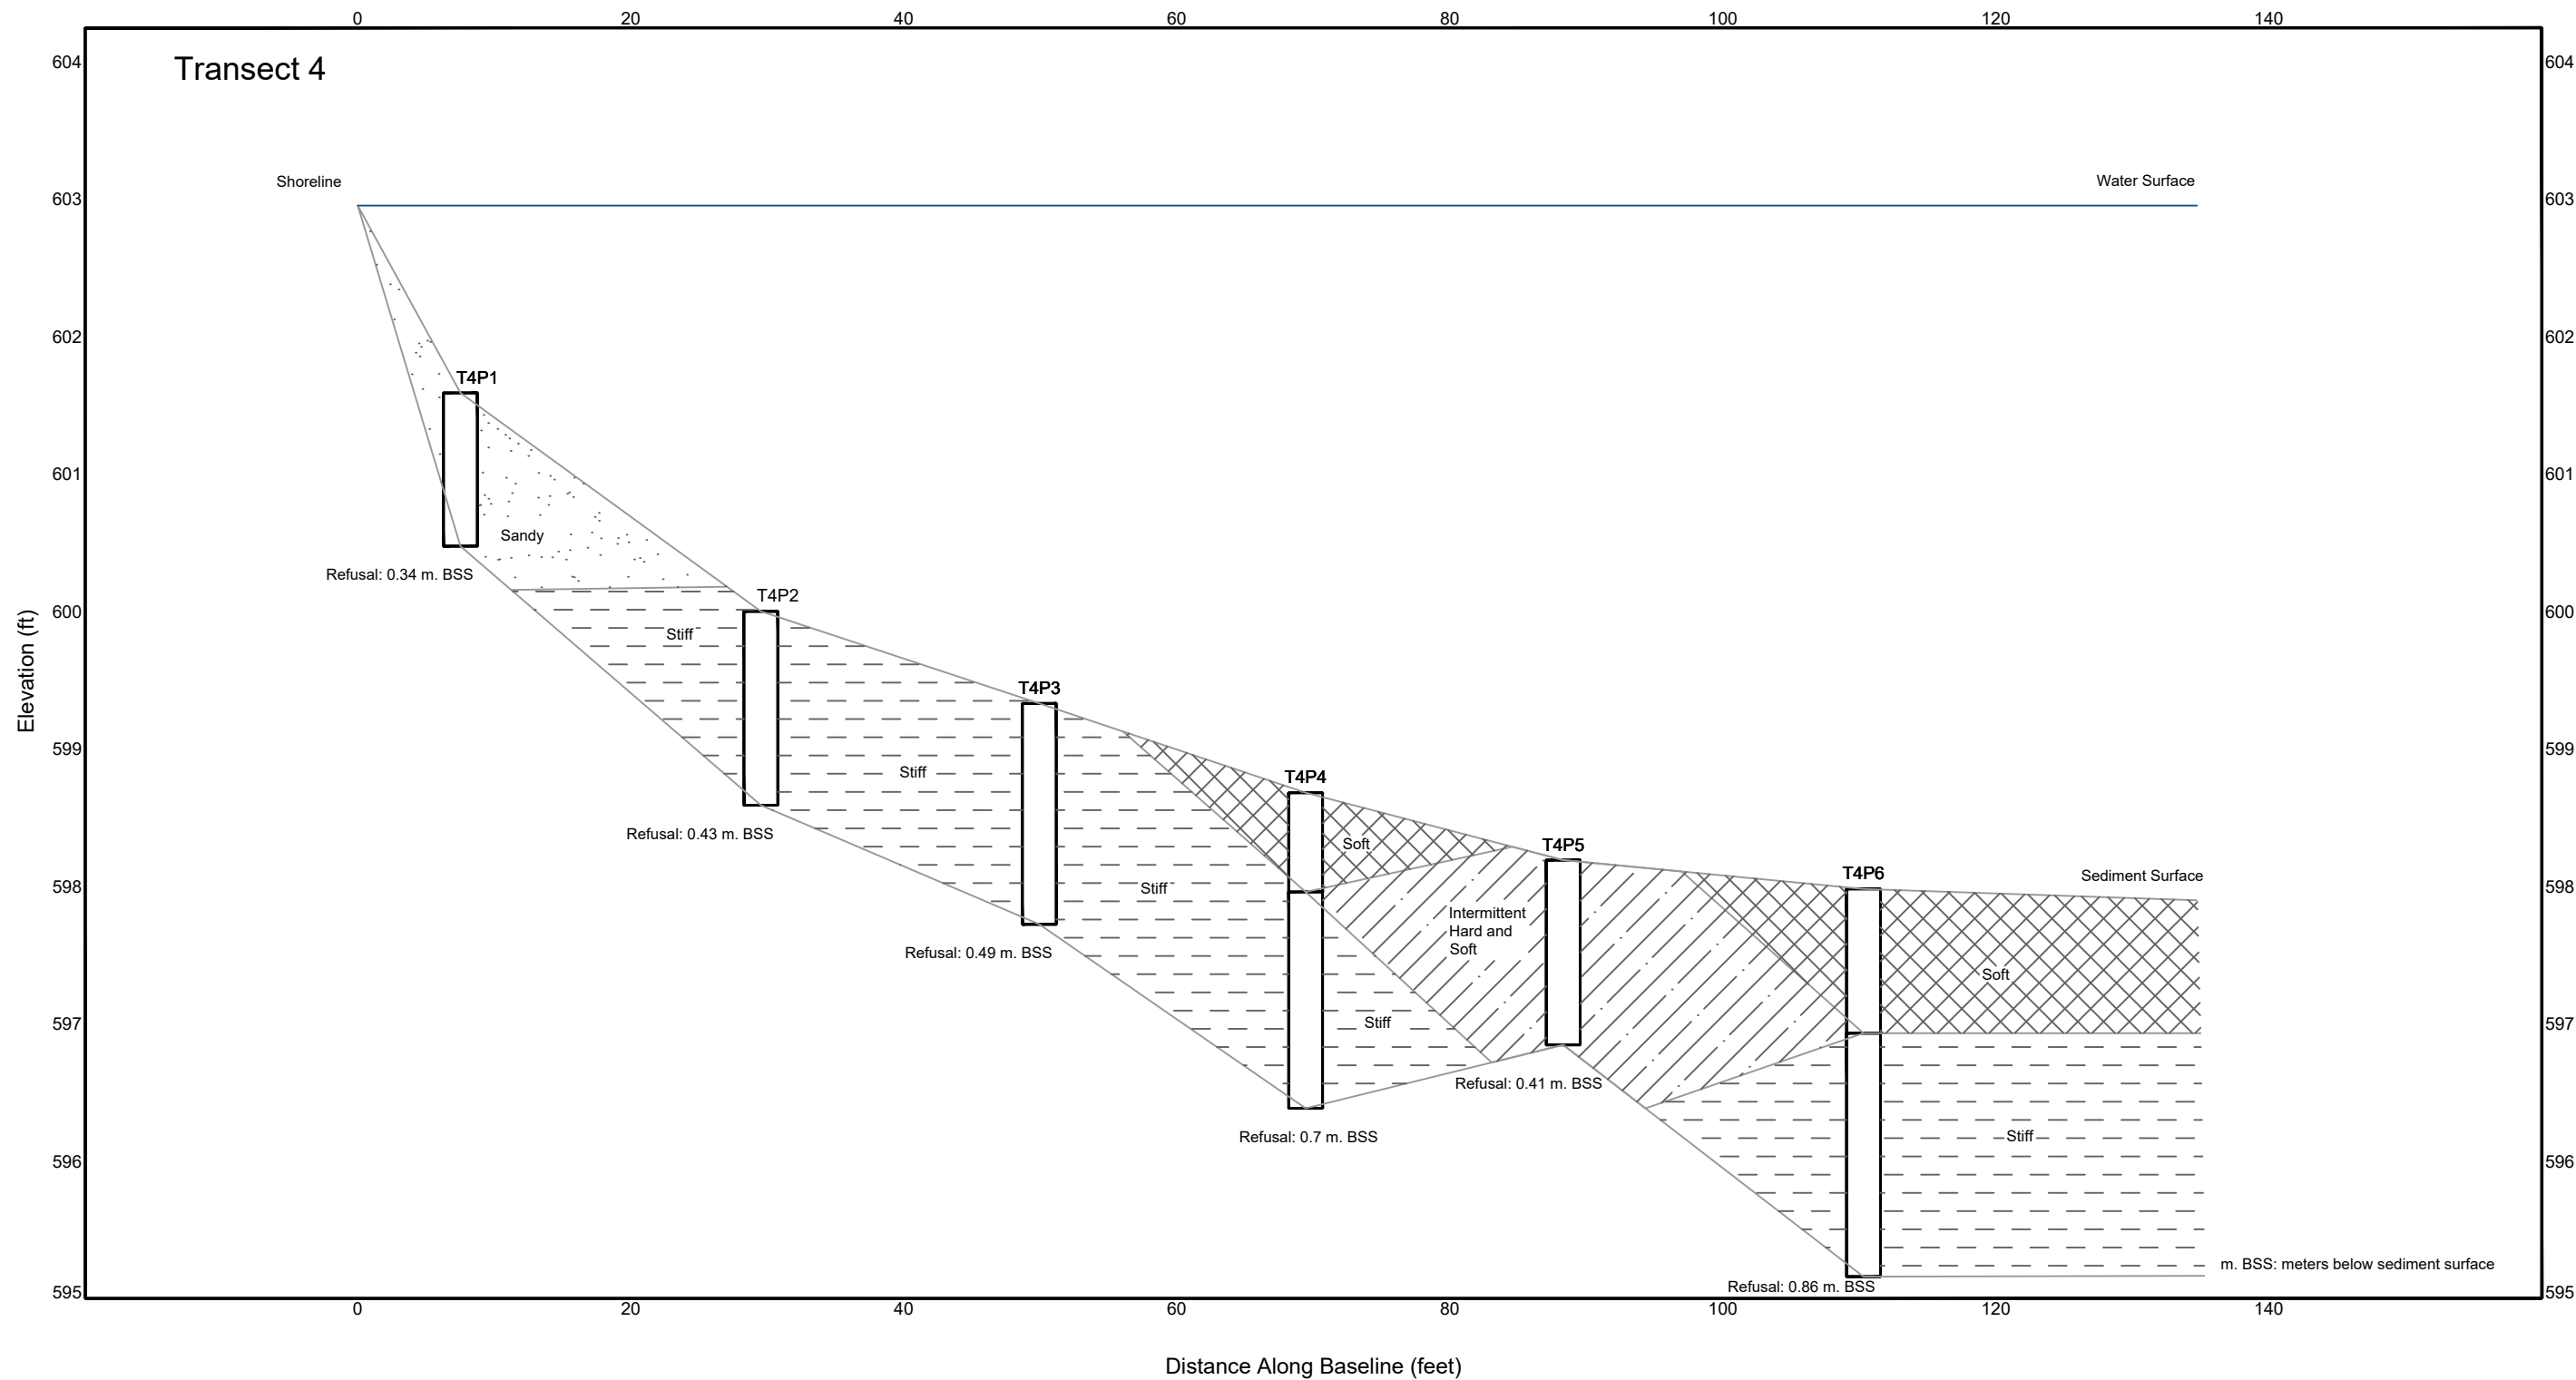 0 20 40 60 80 100 120 140
Transect 4
604 604
Shoreline
Water Surface
603 603
602 602
T4P1
601 601
Sandy
Refusal: 0.34 m. BSS
T4P2
600 600
Stiff
Elevation (ft)
T4P3
599 599
Stiff
T4P4
Refusal: 0.43 m. BSS
Soft
T4P5
T4P6
Sediment Surface
598 598
Stiff
Intermittent
Hard and
Soft
Refusal: 0.49 m. BSS
Soft
597 597
Stiff
Refusal: 0.41 m. BSS
Refusal: 0.7 m. BSS
Stiff
596 596
m. BSS: meters below sediment surface
Refusal: 0.86 m. BSS
595 595
0 20 40 60 80 100 120 140
Distance Along Baseline (feet)